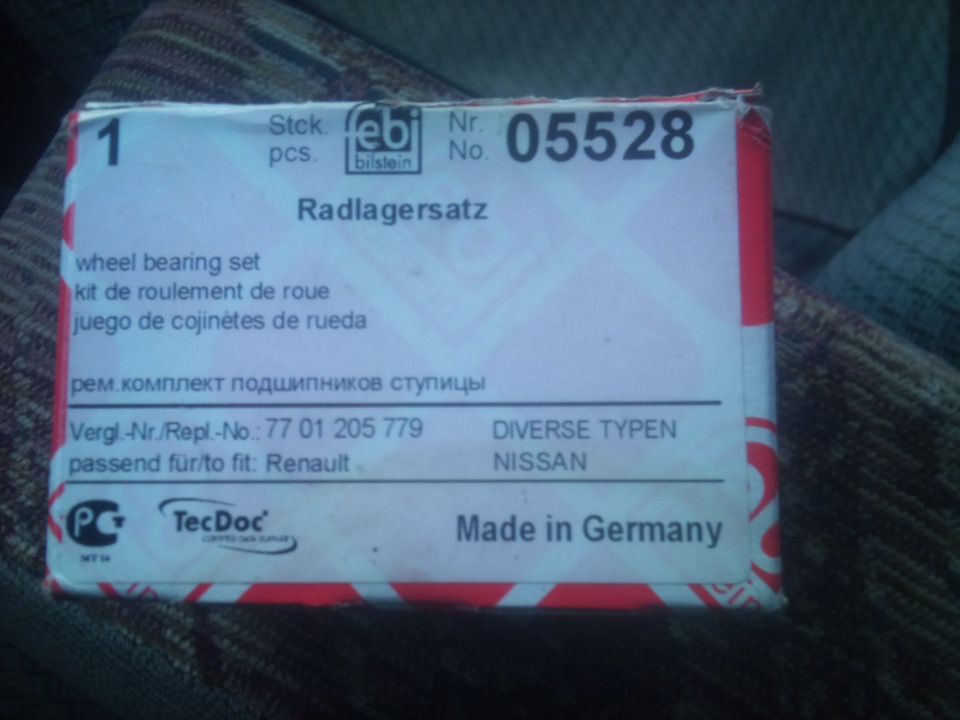 1 Stck. pcs. febi bilstein Nr. No. 05528
Radlagersatz
wheel bearing set
kit de roulement de roue
juego de cojinetes de rueda
рем.комплект подшипников ступицы
Vergl.-Nr./Repl.-No.: 77 01 205 779 DIVERSE TYPEN
passend für/to fit: Renault NISSAN
TecDoc Made in Germany